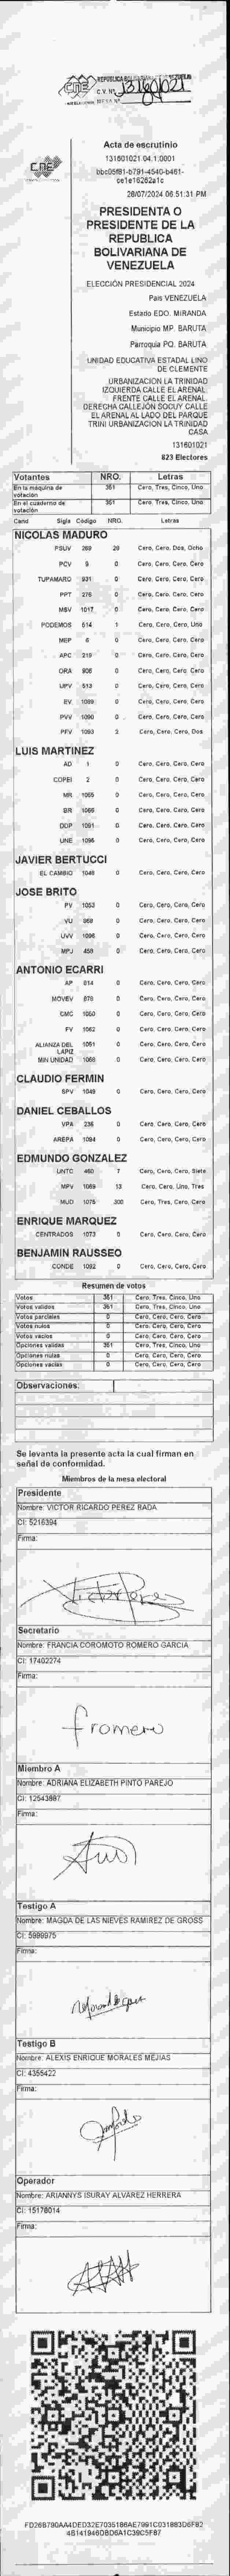 REPÚBLICA BOLIVARIANA
CNE
Acta de escrutinio
131601021.04.1.0001
28/07/2024 06:51:31 PM
PRESIDENTA O
PRESIDENTE DE LA
REPUBLICA
BOLIVARIANA DE
VENEZUELA
ELECCIÓN PRESIDENCIAL 2024
País VENEZUELA
Estado EDO. MIRANDA
Municipio MP. BARUTA
Parroquia PQ. BARUTA
UNIDAD EDUCATIVA ESTADAL LINO
DE CLEMENTE
URBANIZACION LA TRINIDAD
IZQUIERDA CALLE EL ARENAL.
FRENTE CALLE EL ARENAL.
DERECHA CALLEJÓN SOCUY CALLE
EL ARENAL AL LADO DEL PARQUE
TRINI URBANIZACION LA TRINIDAD
CASA
131601021
823 Electores
Votantes NRO. Letras
En la máquina de votación 351 Cero, Tres, Cinco, Uno
En el cuaderno de votación 351 Cero, Tres, Cinco, Uno
Cand Sigla Código NRO. Letras
NICOLAS MADURO
PSUV 268 28 Cero, Cero, Dos, Ocho
PCV 9 0 Cero, Cero, Cero, Cero
TUPAMARO 931 0 Cero, Cero, Cero, Cero
PPT 276 0 Cero, Cero, Cero, Cero
MSV 1017 0 Cero, Cero, Cero, Cero
PODEMOS 514 1 Cero, Cero, Cero, Uno
MEP 6 0 Cero, Cero, Cero, Cero
APC 219 0 Cero, Cero, Cero, Cero
ORA 906 0 Cero, Cero, Cero, Cero
UPV 513 0 Cero, Cero, Cero, Cero
EV 1089 0 Cero, Cero, Cero, Cero
PVV 1090 0 Cero, Cero, Cero, Cero
PFV 1093 2 Cero, Cero, Cero, Dos
LUIS MARTINEZ
AD 1 0 Cero, Cero, Cero, Cero
COPEI 2 0 Cero, Cero, Cero, Cero
MR 1065 0 Cero, Cero, Cero, Cero
BR 1066 0 Cero, Cero, Cero, Cero
DDP 1091 0 Cero, Cero, Cero, Cero
UNE 1096 0 Cero, Cero, Cero, Cero
JAVIER BERTUCCI
EL CAMBIO 1048 0 Cero, Cero, Cero, Cero
JOSE BRITO
PV 1053 0 Cero, Cero, Cero, Cero
VU 968 0 Cero, Cero, Cero, Cero
UVV 1006 0 Cero, Cero, Cero, Cero
MPJ 459 0 Cero, Cero, Cero, Cero
ANTONIO ECARRI
AP 814 0 Cero, Cero, Cero, Cero
MOVEV 878 0 Cero, Cero, Cero, Cero
CMC 1050 0 Cero, Cero, Cero, Cero
FV 1062 0 Cero, Cero, Cero, Cero
ALIANZA DEL LAPIZ 1051 0 Cero, Cero, Cero, Cero
MIN UNIDAD 1068 0 Cero, Cero, Cero, Cero
CLAUDIO FERMIN
SPV 1049 0 Cero, Cero, Cero, Cero
DANIEL CEBALLOS
VPA 236 0 Cero, Cero, Cero, Cero
AREPA 1094 0 Cero, Cero, Cero, Cero
EDMUNDO GONZALEZ
UNTC 460 7 Cero, Cero, Cero, Siete
MPV 1069 13 Cero, Cero, Uno, Tres
MUD 1075 300 Cero, Tres, Cero, Cero
ENRIQUE MARQUEZ
CENTRADOS 1073 0 Cero, Cero, Cero, Cero
BENJAMIN RAUSSEO
CONDE 1092 0 Cero, Cero, Cero, Cero
Resumen de votos
Votos 351 Cero, Tres, Cinco, Uno
Votos validos 351 Cero, Tres, Cinco, Uno
Votos parciales 0 Cero, Cero, Cero, Cero
Votos nulos 0 Cero, Cero, Cero, Cero
Votos vacios 0 Cero, Cero, Cero, Cero
Opciones validas 351 Cero, Tres, Cinco, Uno
Opciones nulas 0 Cero, Cero, Cero, Cero
Opciones vacias 0 Cero, Cero, Cero, Cero
Observaciones:
Se levanta la presente acta la cual firman en
señal de conformidad.
Miembros de la mesa electoral
Presidente
Nombre: VICTOR RICARDO PEREZ RADA
CI: 5216394
Firma:
Victor Perez
Secretario
Nombre: FRANCIA COROMOTO ROMERO GARCIA
CI: 17402274
Firma:
fromero
Miembro A
Nombre: ADRIANA ELIZABETH PINTO PAREJO
CI: 12543887
Firma:
Testigo A
Nombre: MAGDA DE LAS NIEVES RAMIREZ DE GROSS
CI: 5999975
Firma:
Testigo B
Nombre: ALEXIS ENRIQUE MORALES MEJIAS
CI: 4355422
Firma:
Operador
Nombre: ARIANNYS ISURAY ALVAREZ HERRERA
CI: 15178014
Firma: